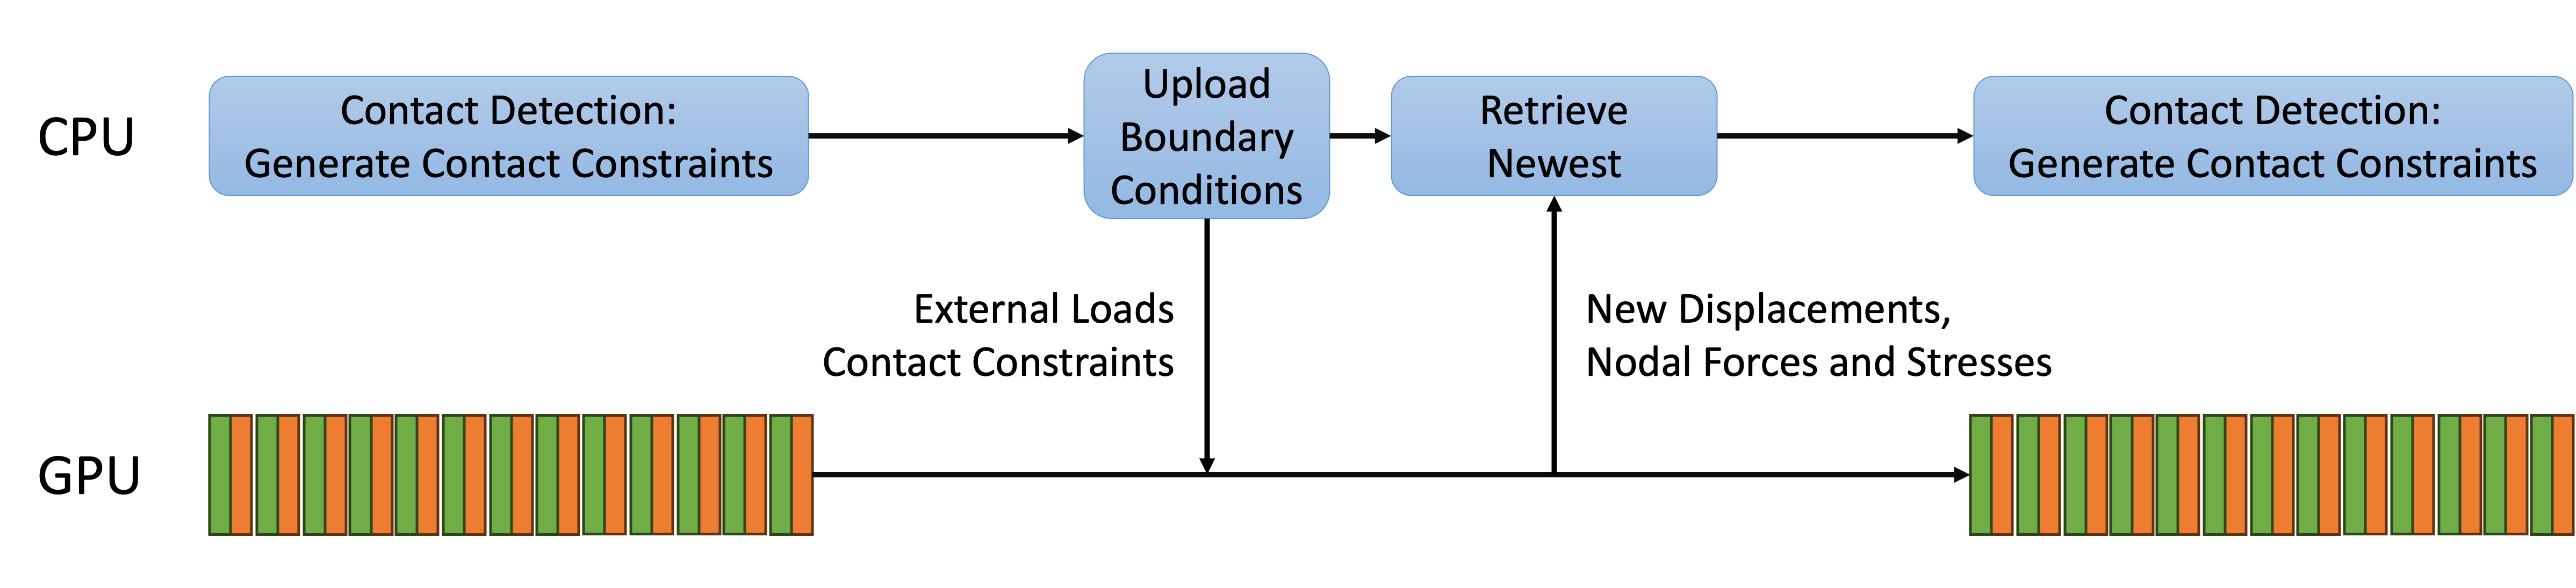 CPU
Contact Detection:
Generate Contact Constraints
Upload
Boundary
Conditions
Retrieve
Newest
Contact Detection:
Generate Contact Constraints
External Loads
Contact Constraints
New Displacements,
Nodal Forces and Stresses
GPU